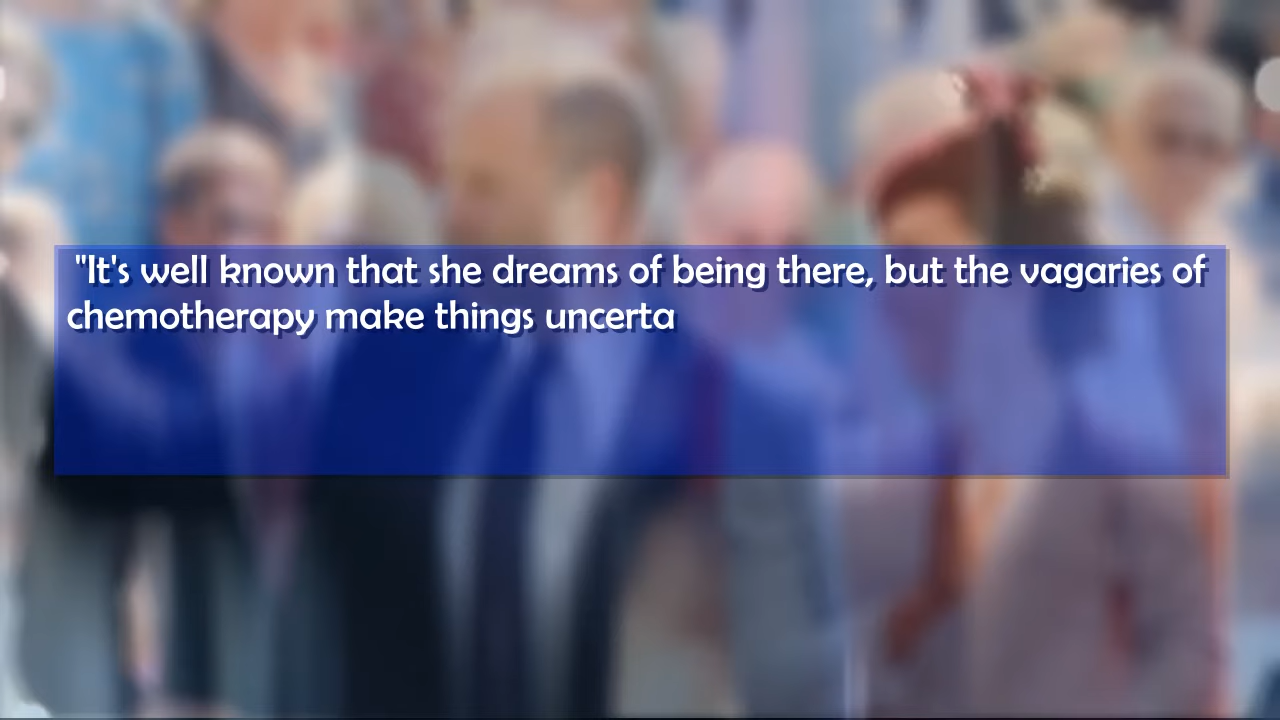 "It's well known that she dreams of being there, but the vagaries of
chemotherapy make things uncerta